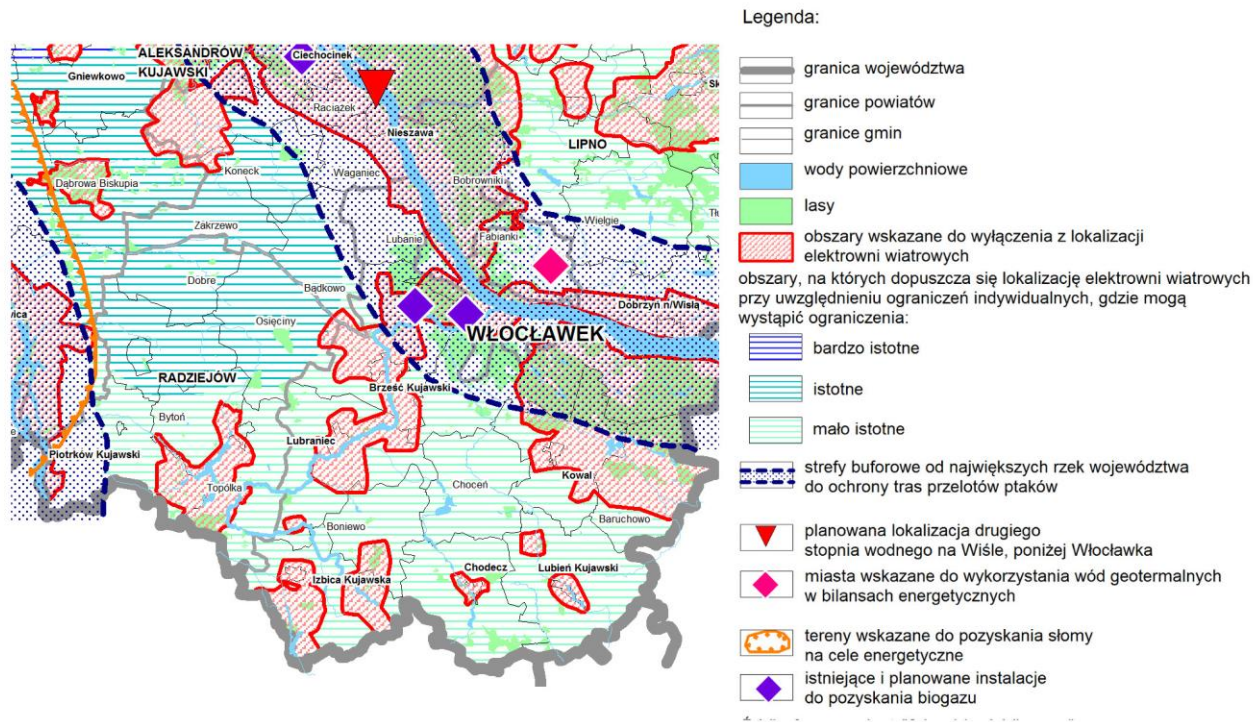 Legenda:
granica województwa
granice powiatów
granice gmin
wody powierzchniowe
lasy
obszary wskazane do wyłączenia z lokalizacji
elektrowni wiatrowych
obszary, na których dopuszcza się lokalizację elektrowni wiatrowych
przy uwzględnieniu ograniczeń indywidualnych, gdzie mogą
wystąpić ograniczenia:
bardzo istotne
istotne
mało istotne
strefy buforowe od największych rzek województwa
do ochrony tras przelotów ptaków
planowana lokalizacja drugiego
stopnia wodnego na Wiśle, poniżej Włocławka
miasta wskazane do wykorzystania wód geotermalnych
w bilansach energetycznych
tereny wskazane do pozyskania słomy
na cele energetyczne
istniejące i planowane instalacje
do pozyskania biogazu
ALEKSANDRÓW
KUJAWSKI
Ciechocinek
Gniewkowo
Raciążek
Nieszawa
LIPNO
Sk
Koneck
Waganiec
Bobrowniki
Dąbrowa Biskupia
Wielgie
Tłu
Zakrzewo
Lubanie
Fabianki
Dobre
Bądkowo
Dobrzyń n/Wisłą
wica
Osięciny
WŁOCŁAWEK
RADZIEJÓW
Brześć Kujawski
Bytoń
Lubraniec
e
Piotrków Kujawski
Kowal
Topólka
Choceń
Boniewo
Baruchowo
Izbica Kujawska
Chodecz
Lubień Kujawski